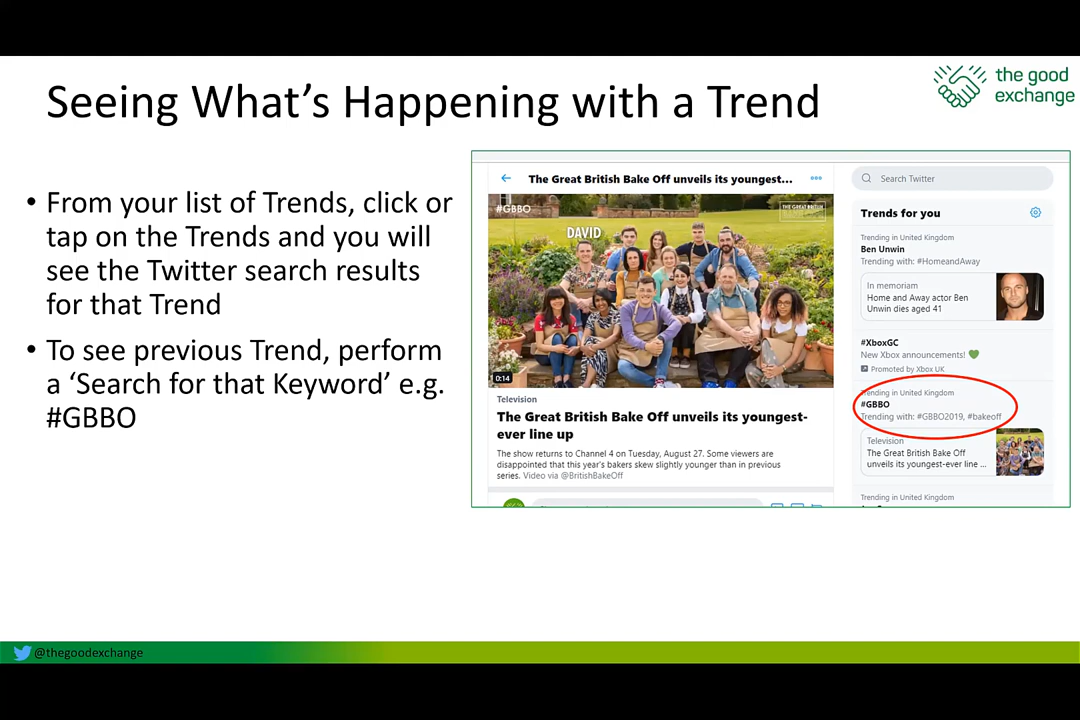 Seeing What's Happening with a Trend
the good
exchange
• From your list of Trends, click or
tap on the Trends and you will
see the Twitter search results
for that Trend
• To see previous Trend, perform
a ‘Search for that Keyword’ e.g.
#GBBO
The Great British Bake Off unveils its youngest...
#GBBO
THE GREAT BRITISH
DAVID
0:14
Television
The Great British Bake Off unveils its youngest-
ever line up
The show returns to Channel 4 on Tuesday, August 27. Some viewers are
disappointed that this year's bakers skew slightly younger than in previous
series. Video via @BritishBakeOff
Search Twitter
Trends for you
Trending in United Kingdom
Ben Unwin
Trending with: #HomeandAway
In memoriam
Home and Away actor Ben
Unwin dies aged 41
#XboxGC
New Xbox announcements! 💚
Promoted by Xbox UK
Trending in United Kingdom
#GBBO
Trending with: #GBBO2019, #bakeoff
Television
The Great British Bake Off
unveils its youngest-ever line ...
Trending in United Kingdom
@thegoodexchange